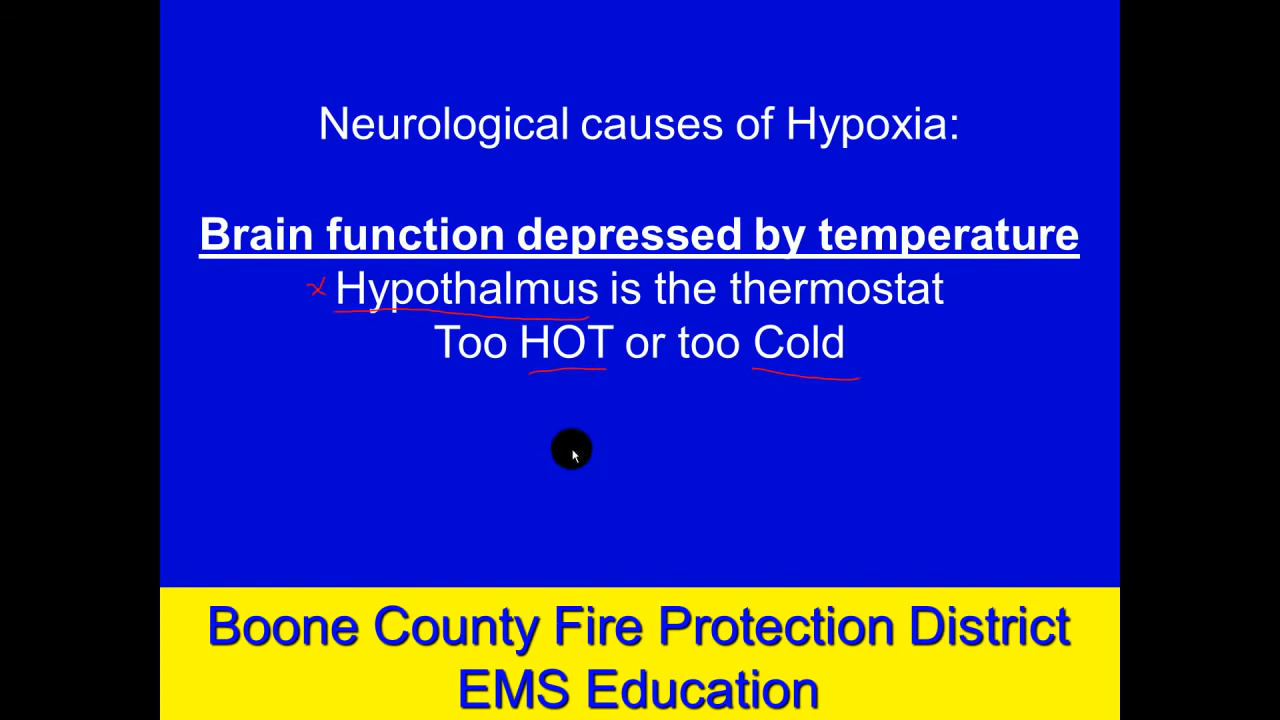 Neurological causes of Hypoxia:
Brain function depressed by temperature
Hypothalmus is the thermostat
Too HOT or too Cold
Boone County Fire Protection District
EMS Education